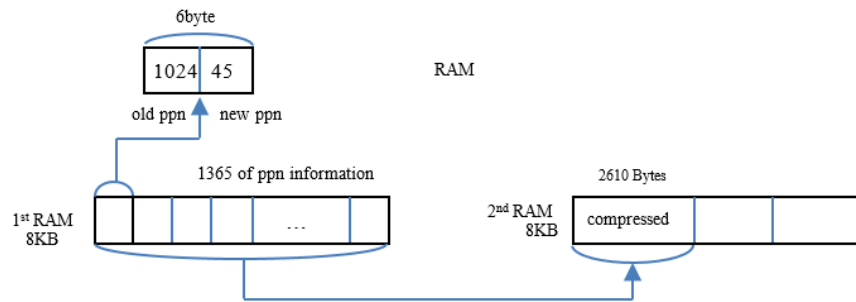 6byte
1024 45
RAM
old ppn new ppn
1365 of ppn information
2610 Bytes
1st RAM
8KB
...
2nd RAM
8KB
compressed